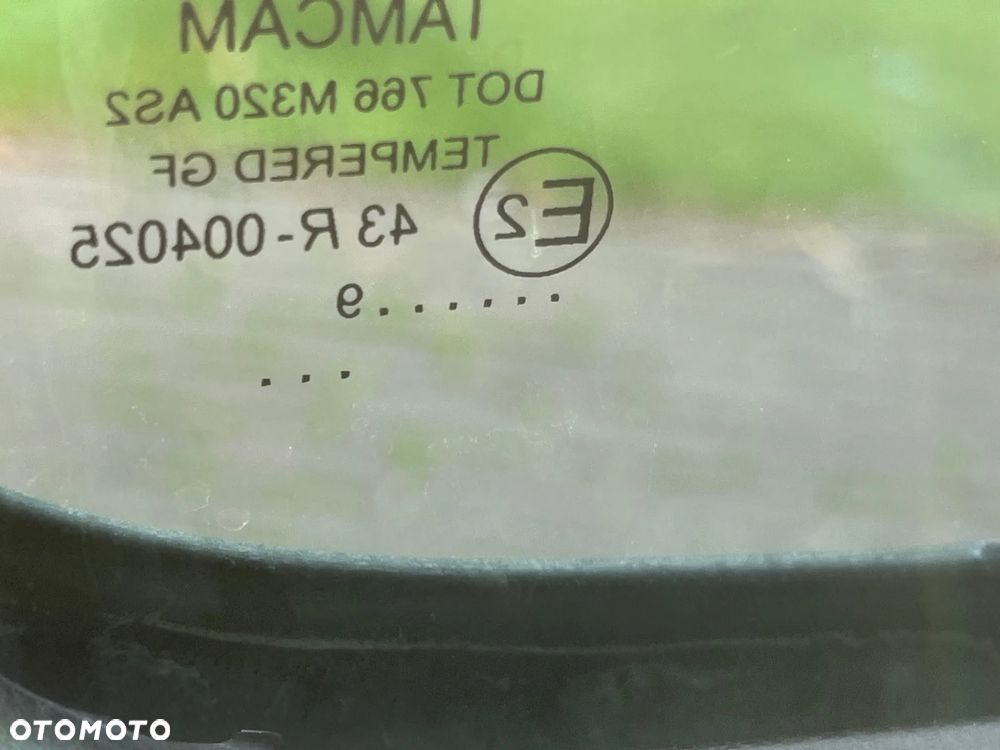 TAMCAM
DOT 766 M320 AS2
TEMPERED GF
E2
43 R-004025
. . . . . . 9
. . .
OTOMOTO